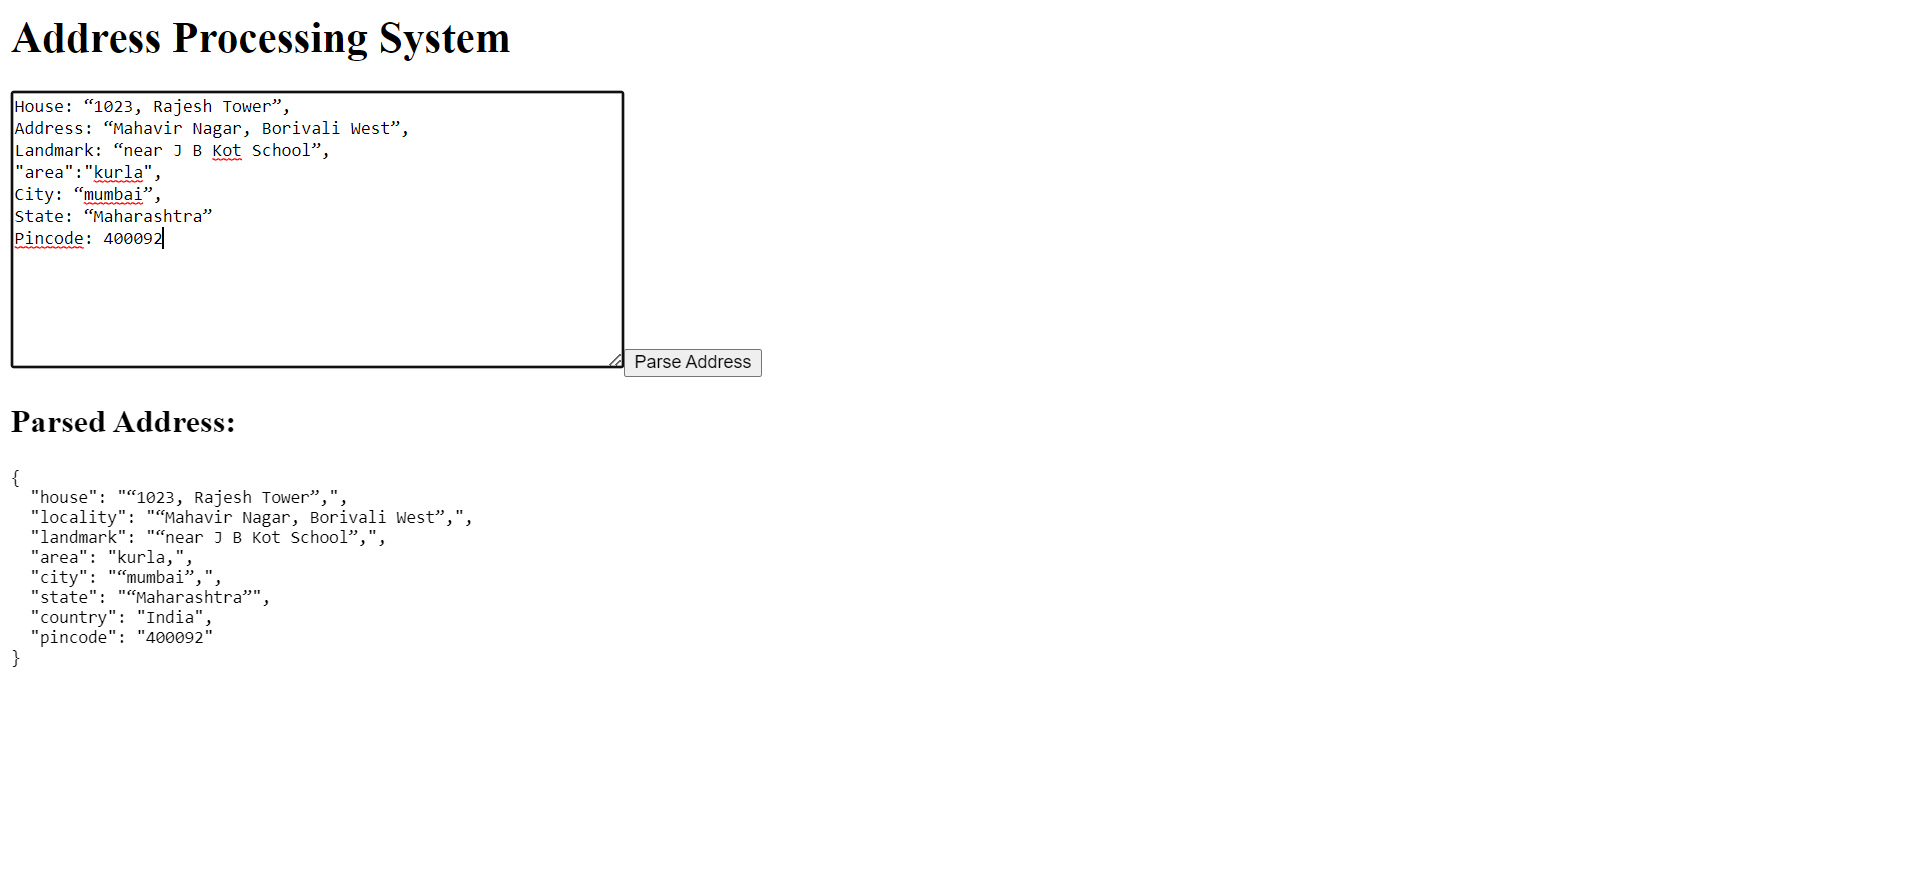 Address Processing System
House: “1023, Rajesh Tower”,
Address: “Mahavir Nagar, Borivali West”,
Landmark: “near J B Kot School”,
"area":"kurla",
City: “mumbai”,
State: “Maharashtra”
Pincode: 400092
Parse Address
Parsed Address:
{
  "house": "“1023, Rajesh Tower”,",
  "locality": "“Mahavir Nagar, Borivali West”,",
  "landmark": "“near J B Kot School”,",
  "area": "kurla,",
  "city": "“mumbai”,",
  "state": "“Maharashtra”",
  "country": "India",
  "pincode": "400092"
}